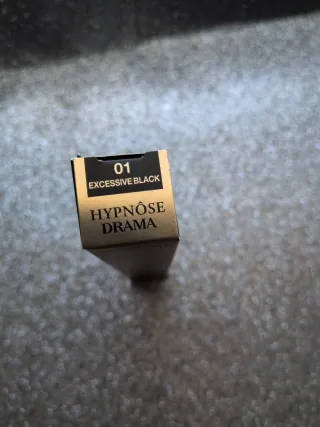 01
EXCESSIVE BLACK
HYPNÔSE
DRAMA